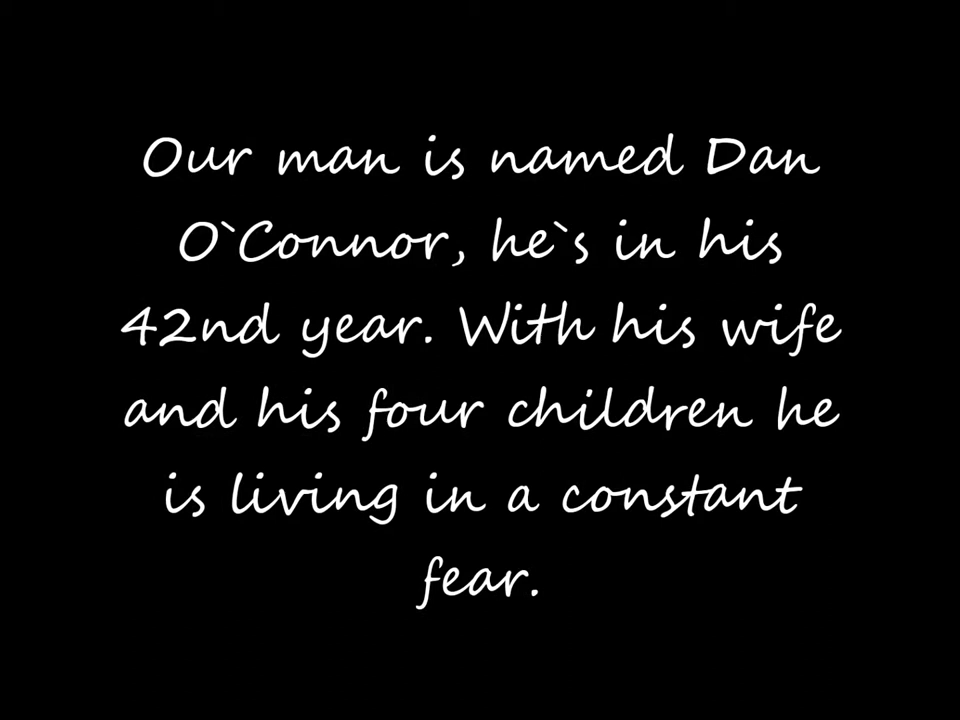 Our man is named Dan
O`Connor, he`s in his
42nd year. With his wife
and his four children he
is living in a constant
fear.